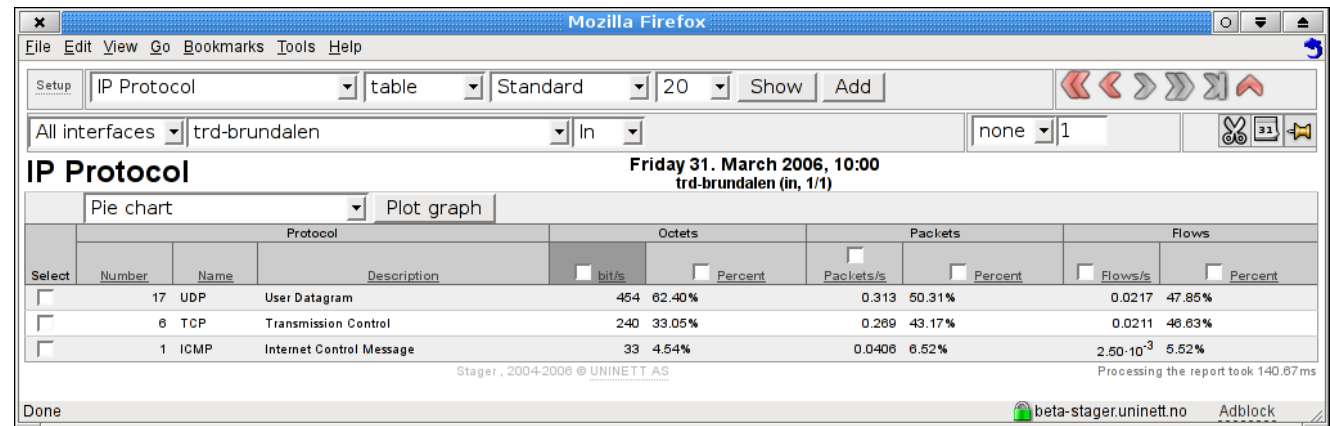 Mozilla Firefox
File Edit View Go Bookmarks Tools Help
Setup IP Protocol table Standard 20 Show Add
All interfaces trd-brundalen In none 1 31
IP Protocol
Friday 31. March 2006, 10:00
trd-brundalen (in, 1/1)
Pie chart Plot graph
Protocol Octets Packets Flows
Select Number Name Description bit/s Percent Packets/s Percent Flows/s Percent
17 UDP User Datagram 454 62.40% 0.313 50.31% 0.0217 47.85%
6 TCP Transmission Control 240 33.05% 0.269 43.17% 0.0211 46.63%
1 ICMP Internet Control Message 33 4.54% 0.0406 6.52% 2.50·10⁻³ 5.52%
Stager , 2004-2006 © UNINETT AS Processing the report took 140.67ms
Done beta-stager.uninett.no Adblock